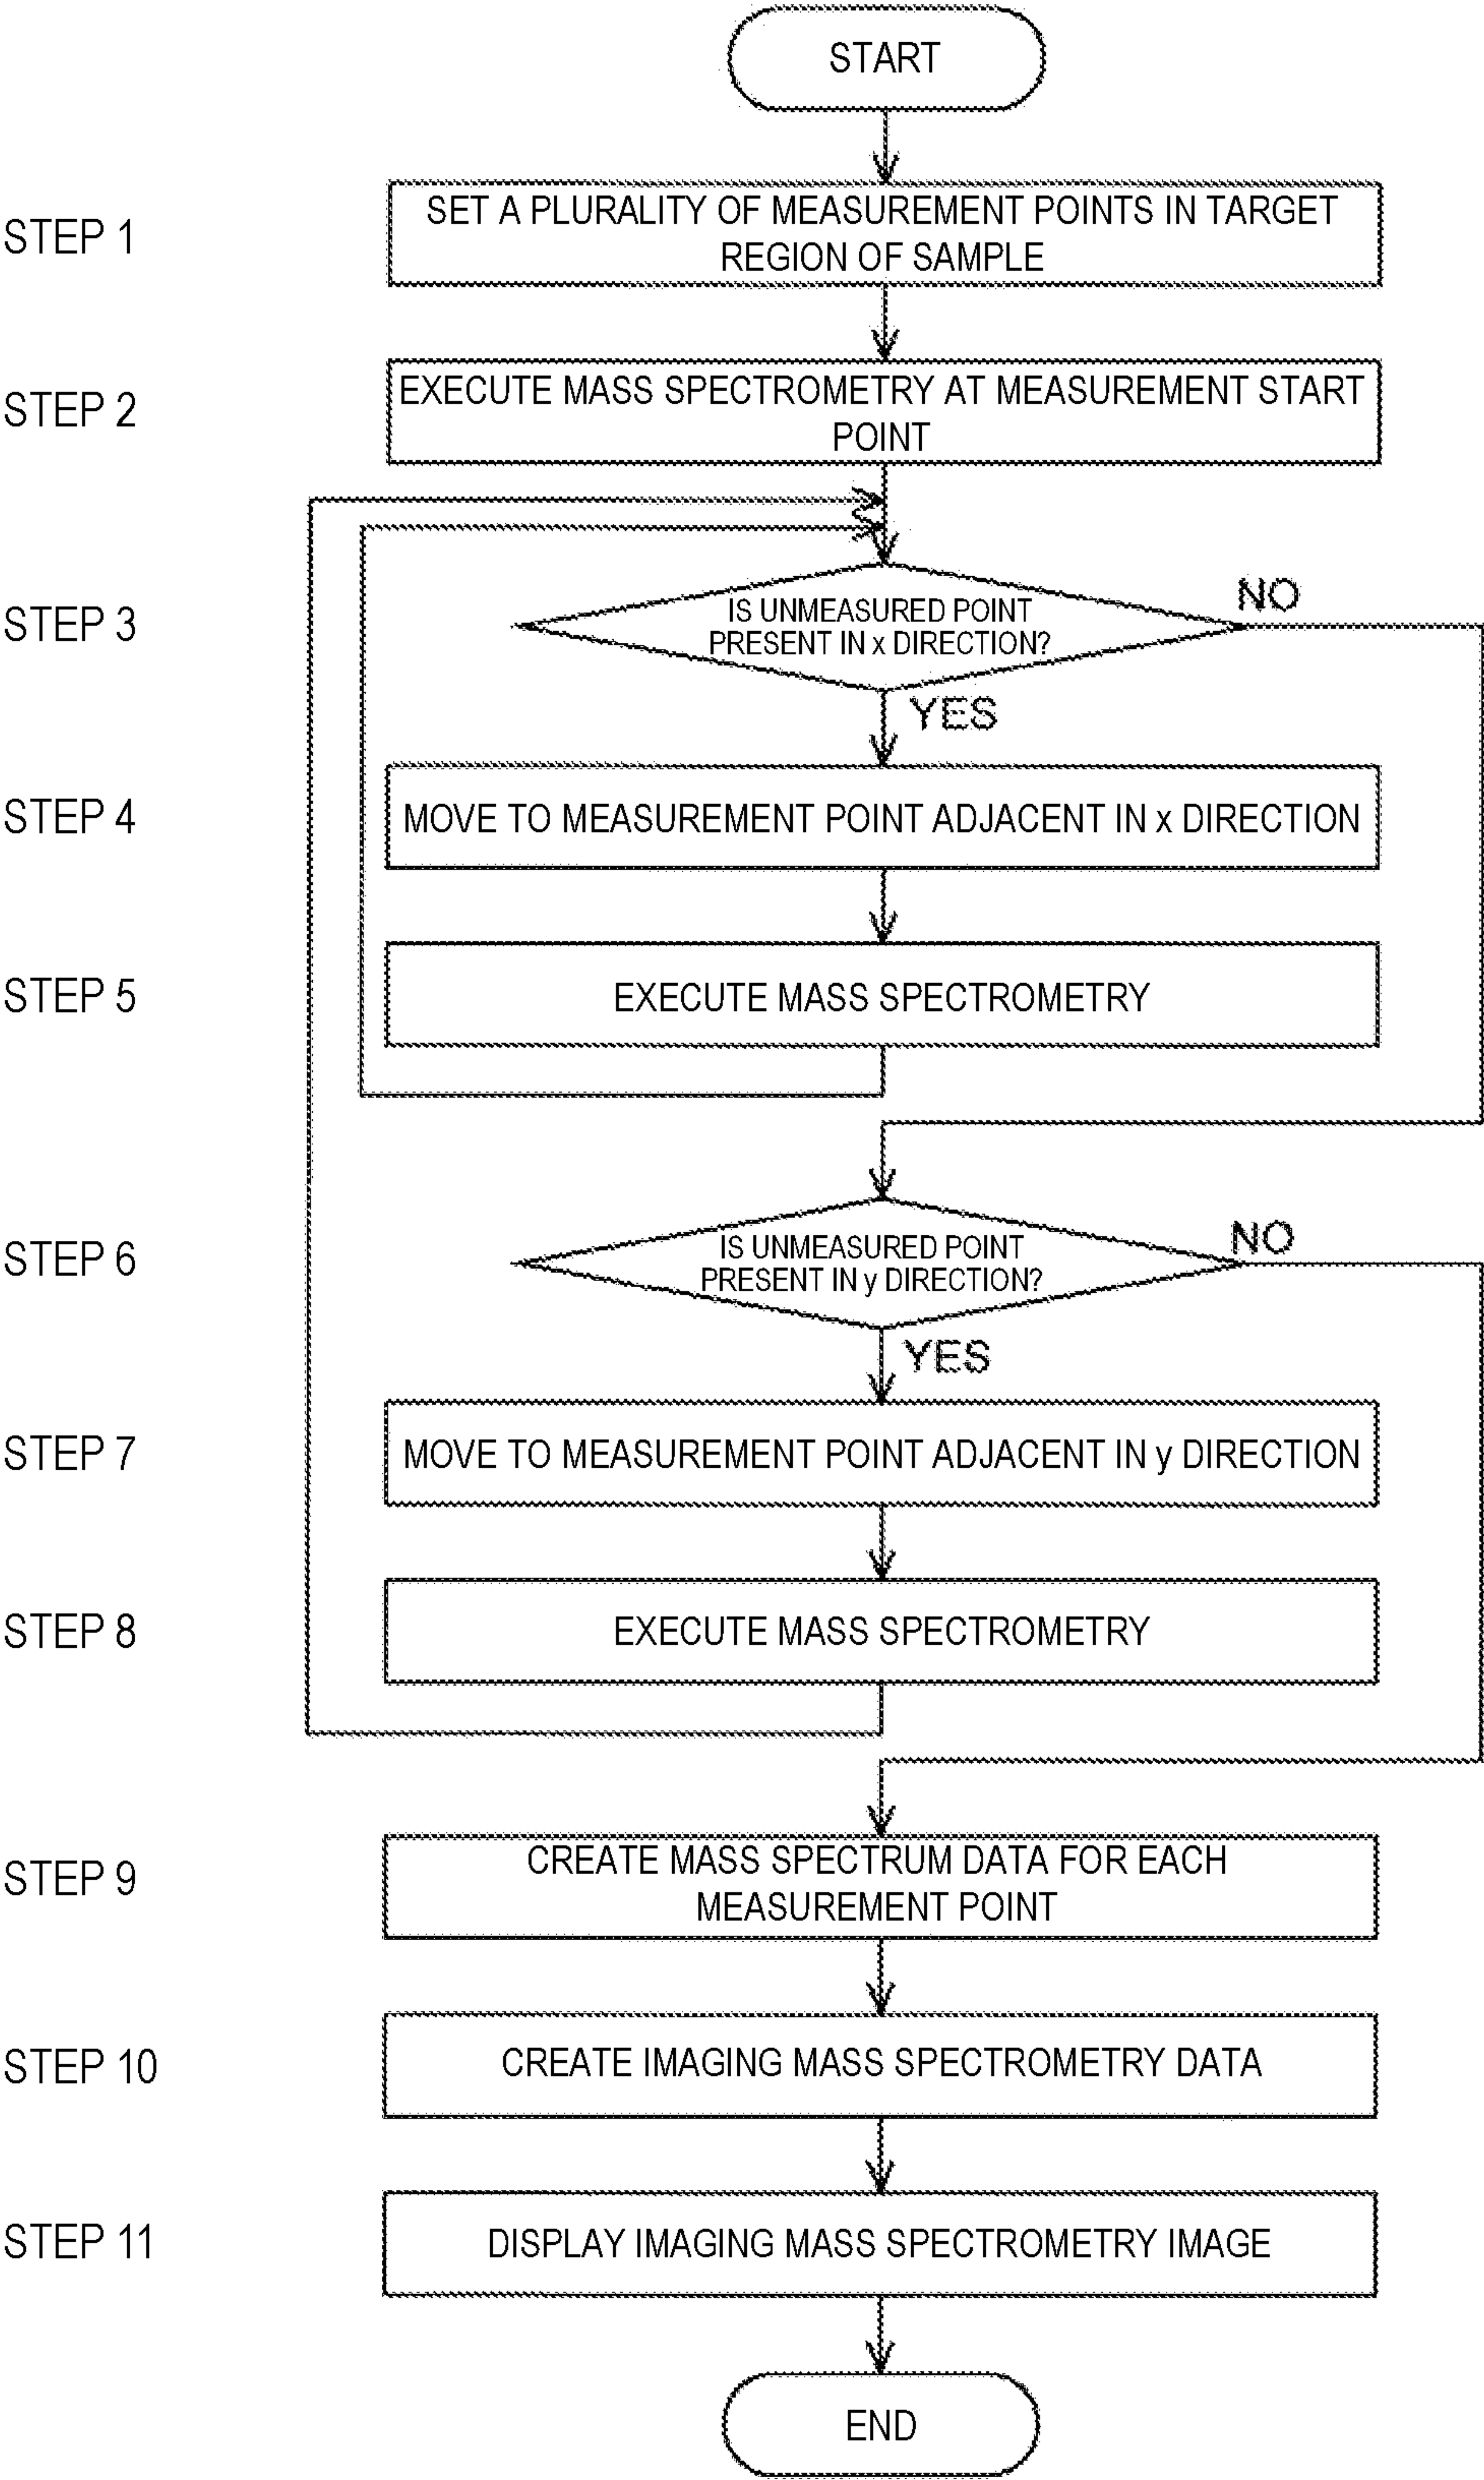 START
STEP 1
SET A PLURALITY OF MEASUREMENT POINTS IN TARGET
REGION OF SAMPLE
STEP 2
EXECUTE MASS SPECTROMETRY AT MEASUREMENT START
POINT
STEP 3
IS UNMEASURED POINT
PRESENT IN x DIRECTION?
NO
YES
STEP 4
MOVE TO MEASUREMENT POINT ADJACENT IN x DIRECTION
STEP 5
EXECUTE MASS SPECTROMETRY
STEP 6
IS UNMEASURED POINT
PRESENT IN y DIRECTION?
NO
YES
STEP 7
MOVE TO MEASUREMENT POINT ADJACENT IN y DIRECTION
STEP 8
EXECUTE MASS SPECTROMETRY
STEP 9
CREATE MASS SPECTRUM DATA FOR EACH
MEASUREMENT POINT
STEP 10
CREATE IMAGING MASS SPECTROMETRY DATA
STEP 11
DISPLAY IMAGING MASS SPECTROMETRY IMAGE
END